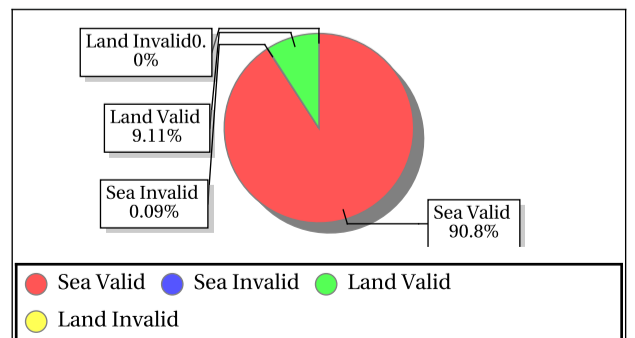 Land Invalid0.
0%
Land Valid
9.11%
Sea Invalid
0.09%
Sea Valid
90.8%
Sea Valid
Sea Invalid
Land Valid
Land Invalid